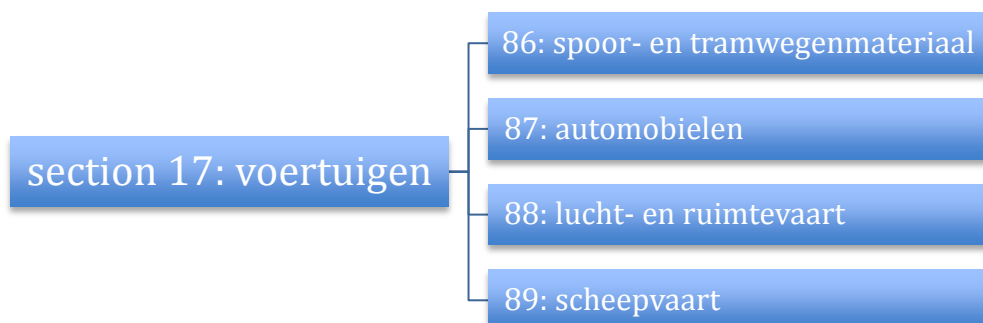 86: spoor- en tramwegenmateriaal
87: automobielen
section 17: voertuigen
88: lucht- en ruimtevaart
89: scheepvaart